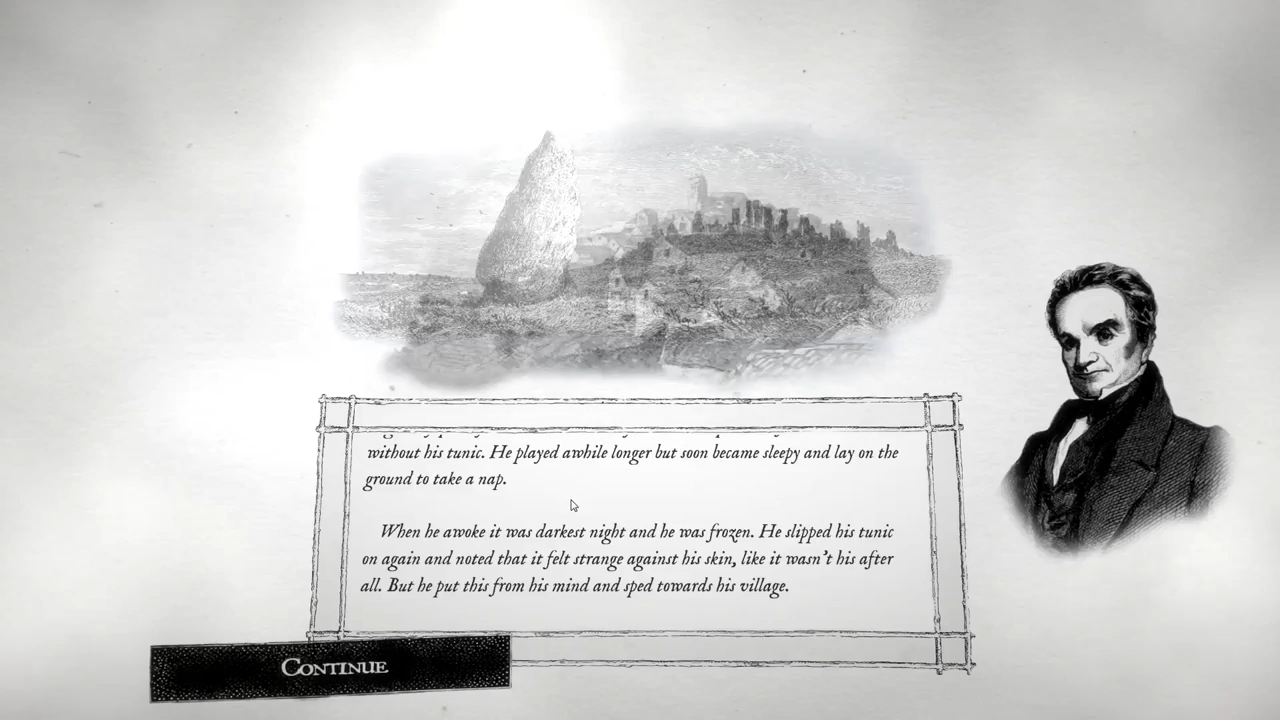 without his tunic. He played awhile longer but soon became sleepy and lay on the
ground to take a nap.
When he awoke it was darkest night and he was frozen. He slipped his tunic
on again and noted that it felt strange against his skin, like it wasn't his after
all. But he put this from his mind and sped towards his village.
Continue